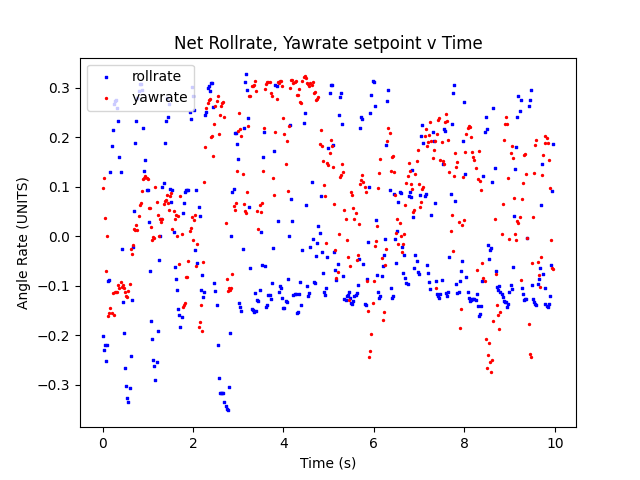 Net Rollrate, Yawrate setpoint v Time
rollrate
yawrate
0.3
0.2
0.1
0.0
−0.1
−0.2
−0.3
Angle Rate (UNITS)
0 2 4 6 8 10
Time (s)